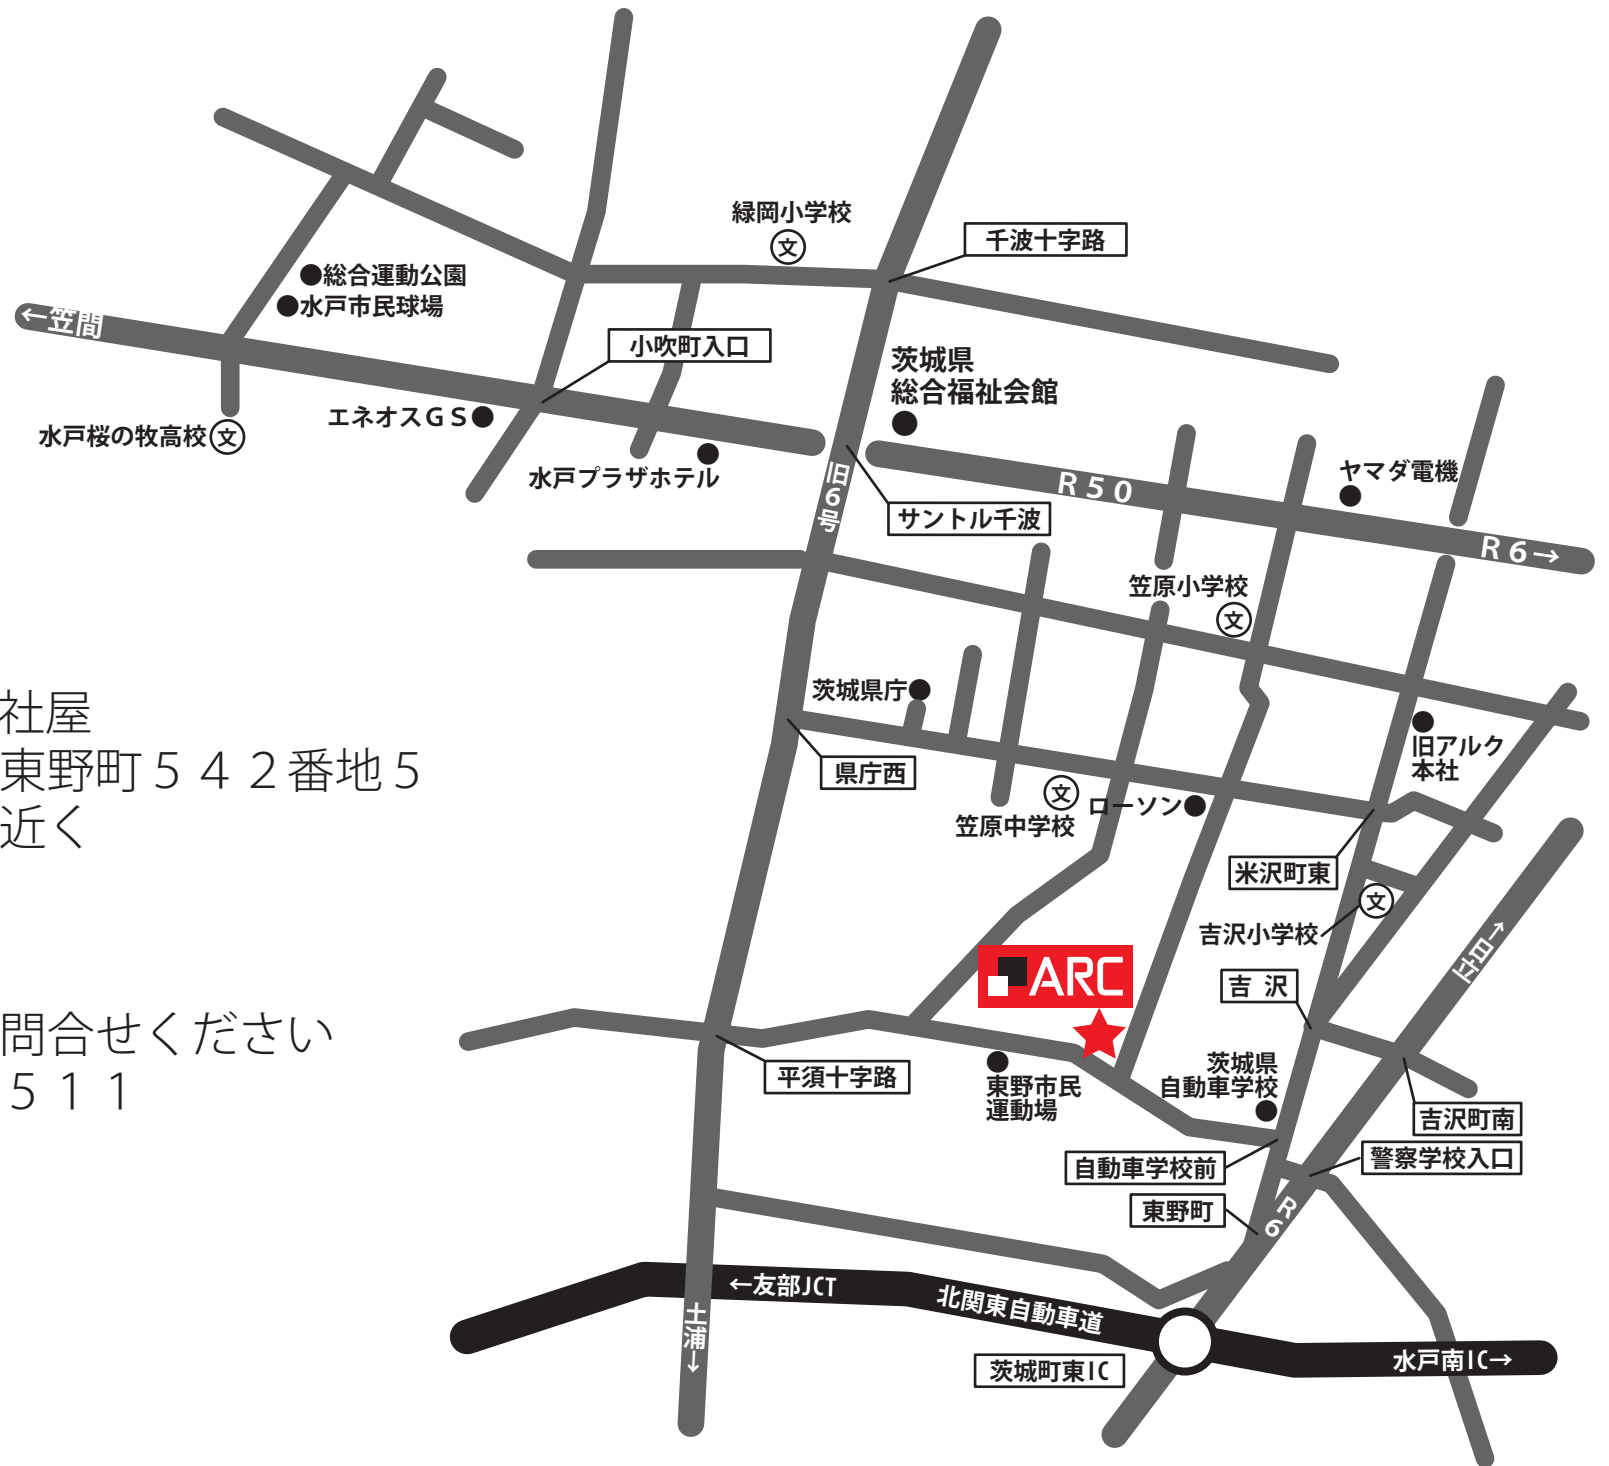 緑岡小学校
文
千波十字路
総合運動公園
水戸市民球場
←笠間
小吹町入口
茨城県
総合福祉会館
エネオスGS
水戸桜の牧高校
文
水戸プラザホテル
旧6号
R50
ヤマダ電機
サントル千波
R6→
笠原小学校
文
茨城県庁
社屋
東野町542番地5
近く
県庁西
旧アルク
本社
文
笠原中学校
ローソン
米沢町東
文
吉沢小学校
日立→
ARC
吉沢
問合せください
511
平須十字路
東野市民
運動場
茨城県
自動車学校
吉沢町南
自動車学校前
警察学校入口
東野町
R6
←友部JCT
北関東自動車道
土浦→
茨城町東IC
水戸南IC→